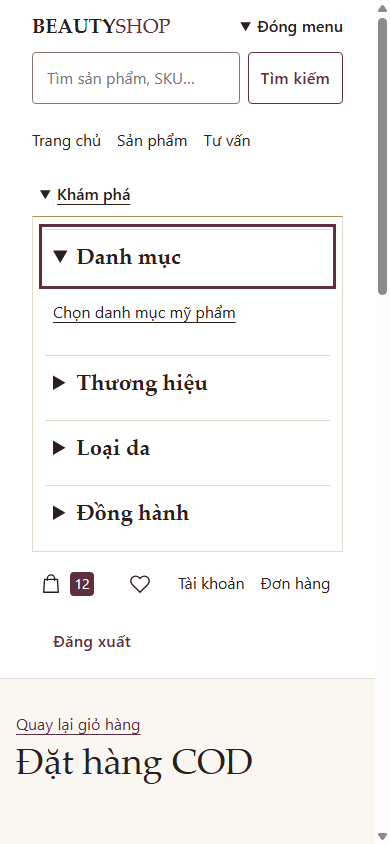 BEAUTYSHOP
Đóng menu
Tìm sản phẩm, SKU...
Tìm kiếm
Trang chủ Sản phẩm Tư vấn
Khám phá
Danh mục
Chọn danh mục mỹ phẩm
Thương hiệu
Loại da
Đồng hành
12 Tài khoản Đơn hàng
Đăng xuất
Quay lại giỏ hàng
Đặt hàng COD